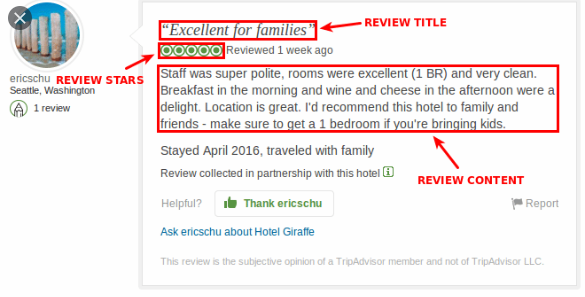 “Excellent for families”
REVIEW TITLE
Reviewed 1 week ago
REVIEW STARS
ericschu
Seattle, Washington
1 review
Staff was super polite, rooms were excellent (1 BR) and very clean.
Breakfast in the morning and wine and cheese in the afternoon were a
delight. Location is great. I'd recommend this hotel to family and
friends - make sure to get a 1 bedroom if you're bringing kids.
Stayed April 2016, traveled with family
Review collected in partnership with this hotel
REVIEW CONTENT
Helpful?
Thank ericschu
Report
Ask ericschu about Hotel Giraffe
This review is the subjective opinion of a TripAdvisor member and not of TripAdvisor LLC.